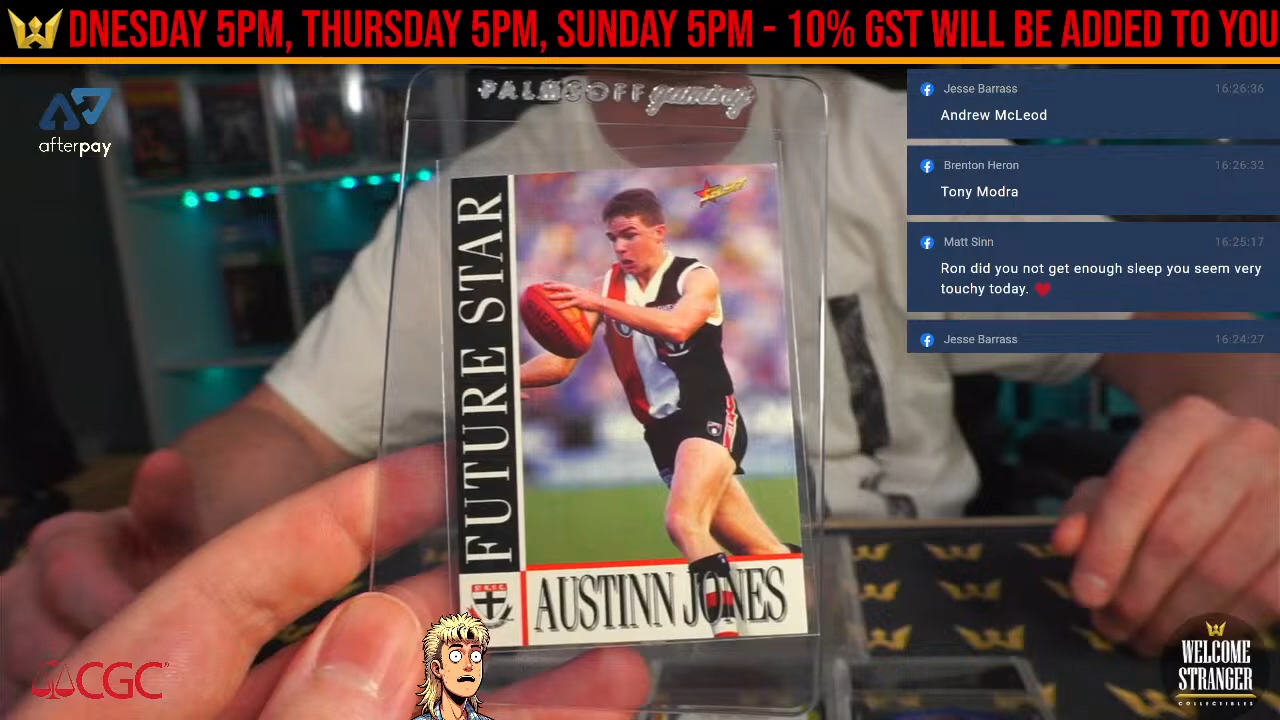 DNESDAY 5PM, THURSDAY 5PM, SUNDAY 5PM - 10% GST WILL BE ADDED TO YOU
afterpay
PALMSOFF gaming
FUTURE STAR
AUSTINN JONES
Jesse Barrass 16:26:36
Andrew McLeod
Brenton Heron 16:26:32
Tony Modra
Matt Sinn 16:25:17
Ron did you not get enough sleep you seem very
touchy today. ❤
Jesse Barrass 16:24:27
CGC
WELCOME
STRANGER
COLLECTIBLES